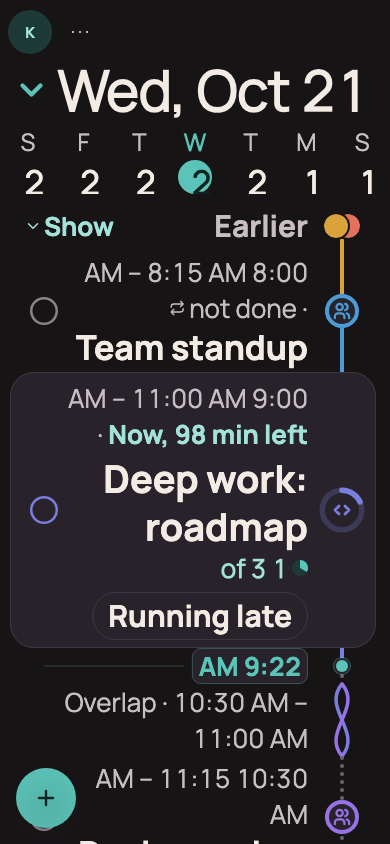 K
...
Wed, Oct 21
S F T W T M S
2 2 2 2 2 1 1
Show Earlier
AM – 8:15 AM 8:00
not done ·
Team standup
AM – 11:00 AM 9:00
· Now, 98 min left
Deep work:
roadmap
of 3 1
Running late
AM 9:22
Overlap · 10:30 AM –
11:00 AM
AM – 11:15 10:30
AM